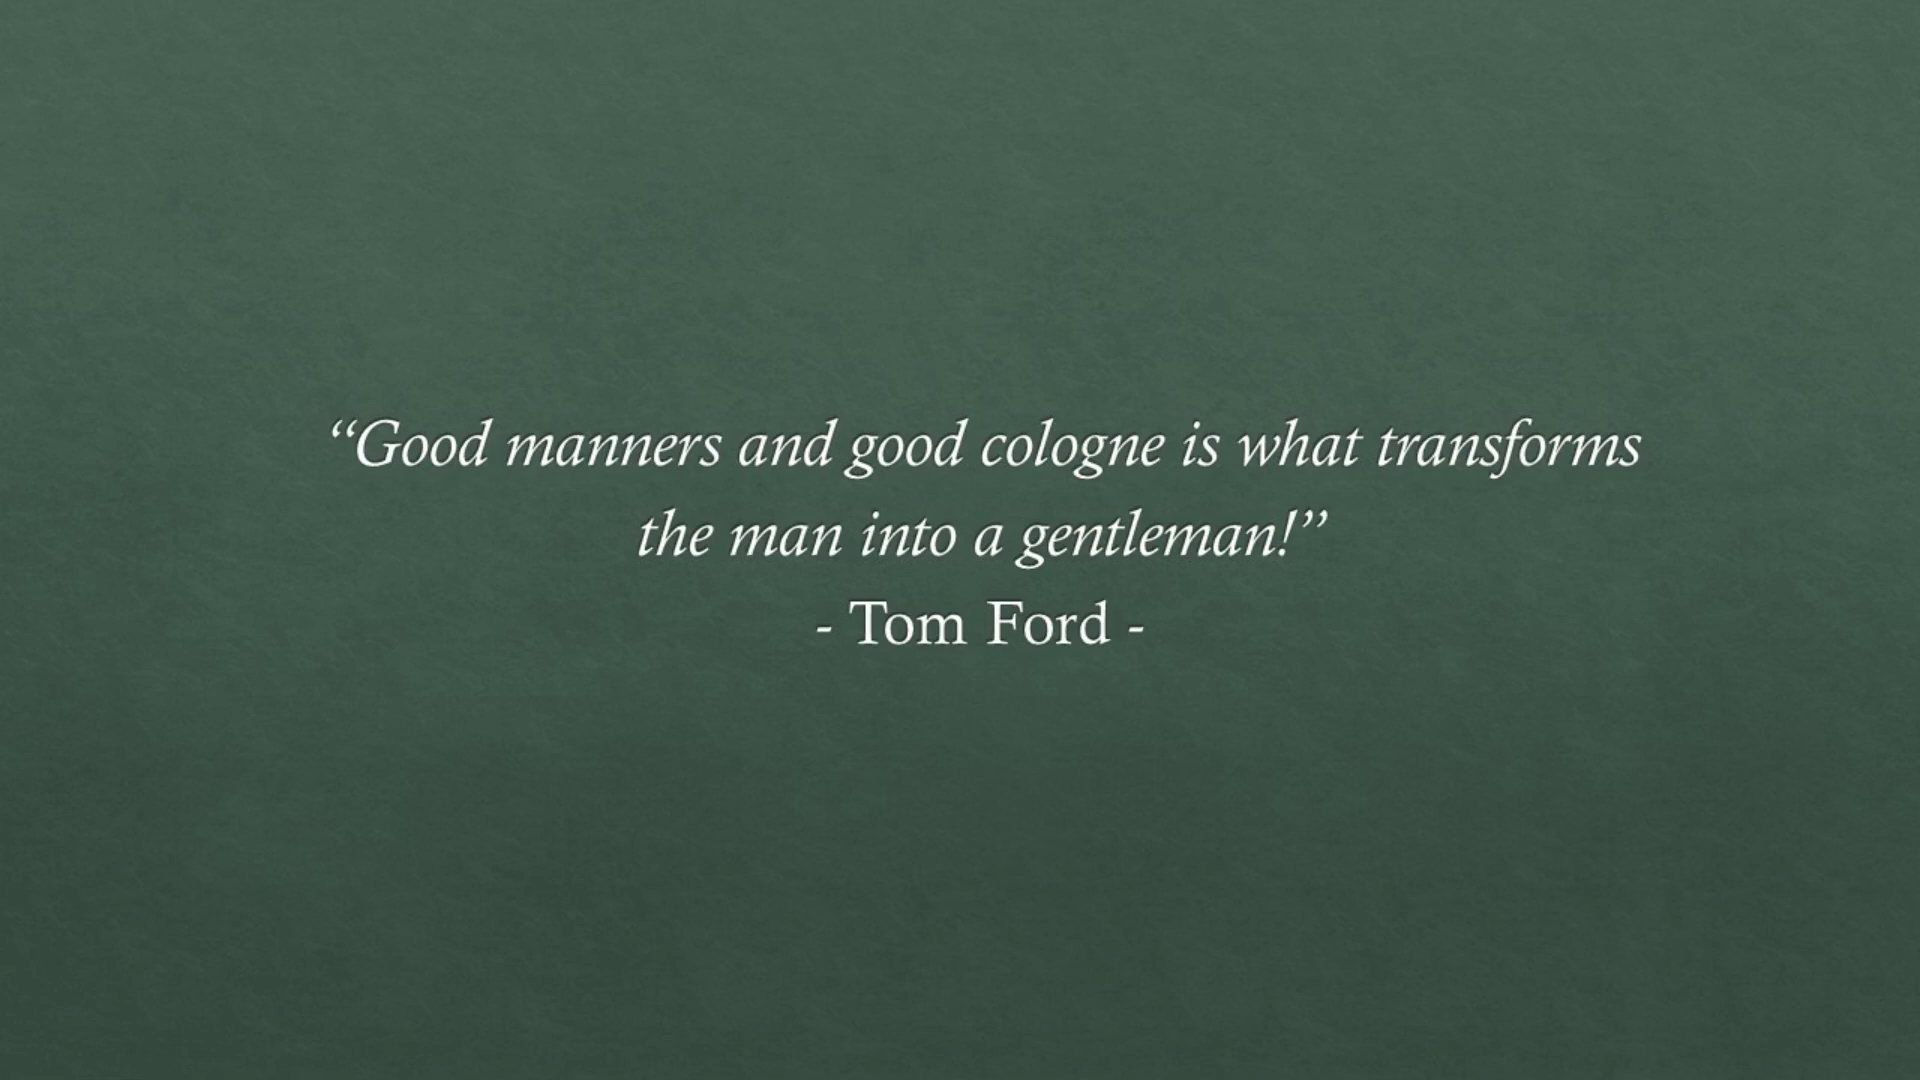 “Good manners and good cologne is what transforms
the man into a gentleman!”
- Tom Ford -